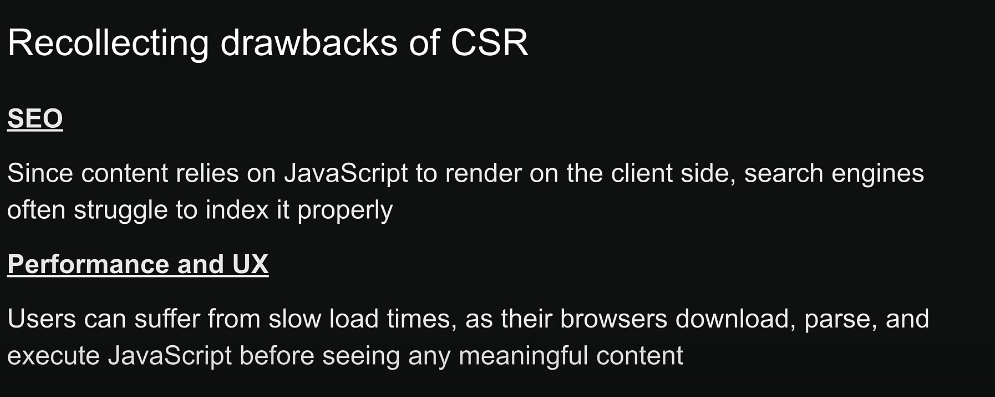 Recollecting drawbacks of CSR
SEO
Since content relies on JavaScript to render on the client side, search engines
often struggle to index it properly
Performance and UX
Users can suffer from slow load times, as their browsers download, parse, and
execute JavaScript before seeing any meaningful content